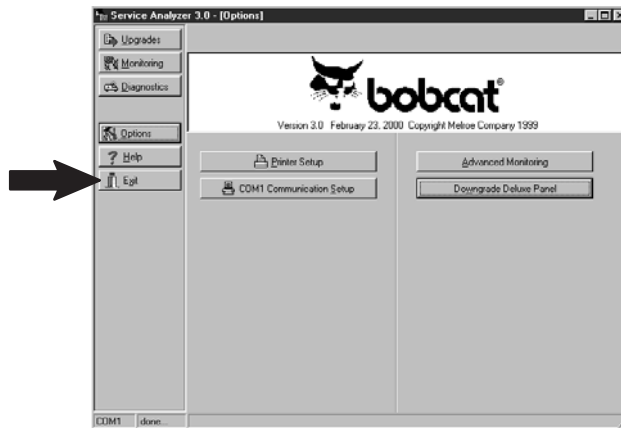 Service Analyzer 3.0 - [Options]
Upgrades
Monitoring
Diagnostics
Options
Help
Exit
bobcat®
Version 3.0 February 23, 2000 Copyright Melroe Company 1999
Printer Setup
COM1 Communication Setup
Advanced Monitoring
Downgrade Deluxe Panel
COM1 done...